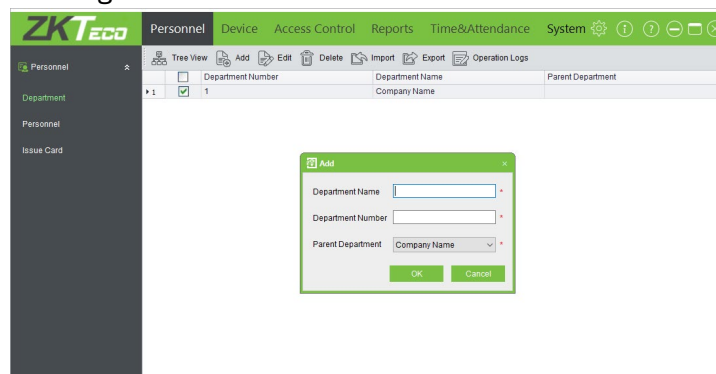 ZKTeco
Personnel Device Access Control Reports Time&Attendance System
Tree View Add Edit Delete Import Export Operation Logs
Personnel
Department Number Department Name Parent Department
1 1 Company Name
Department
Personnel
Issue Card
Add
Department Name *
Department Number *
Parent Department Company Name *
OK Cancel